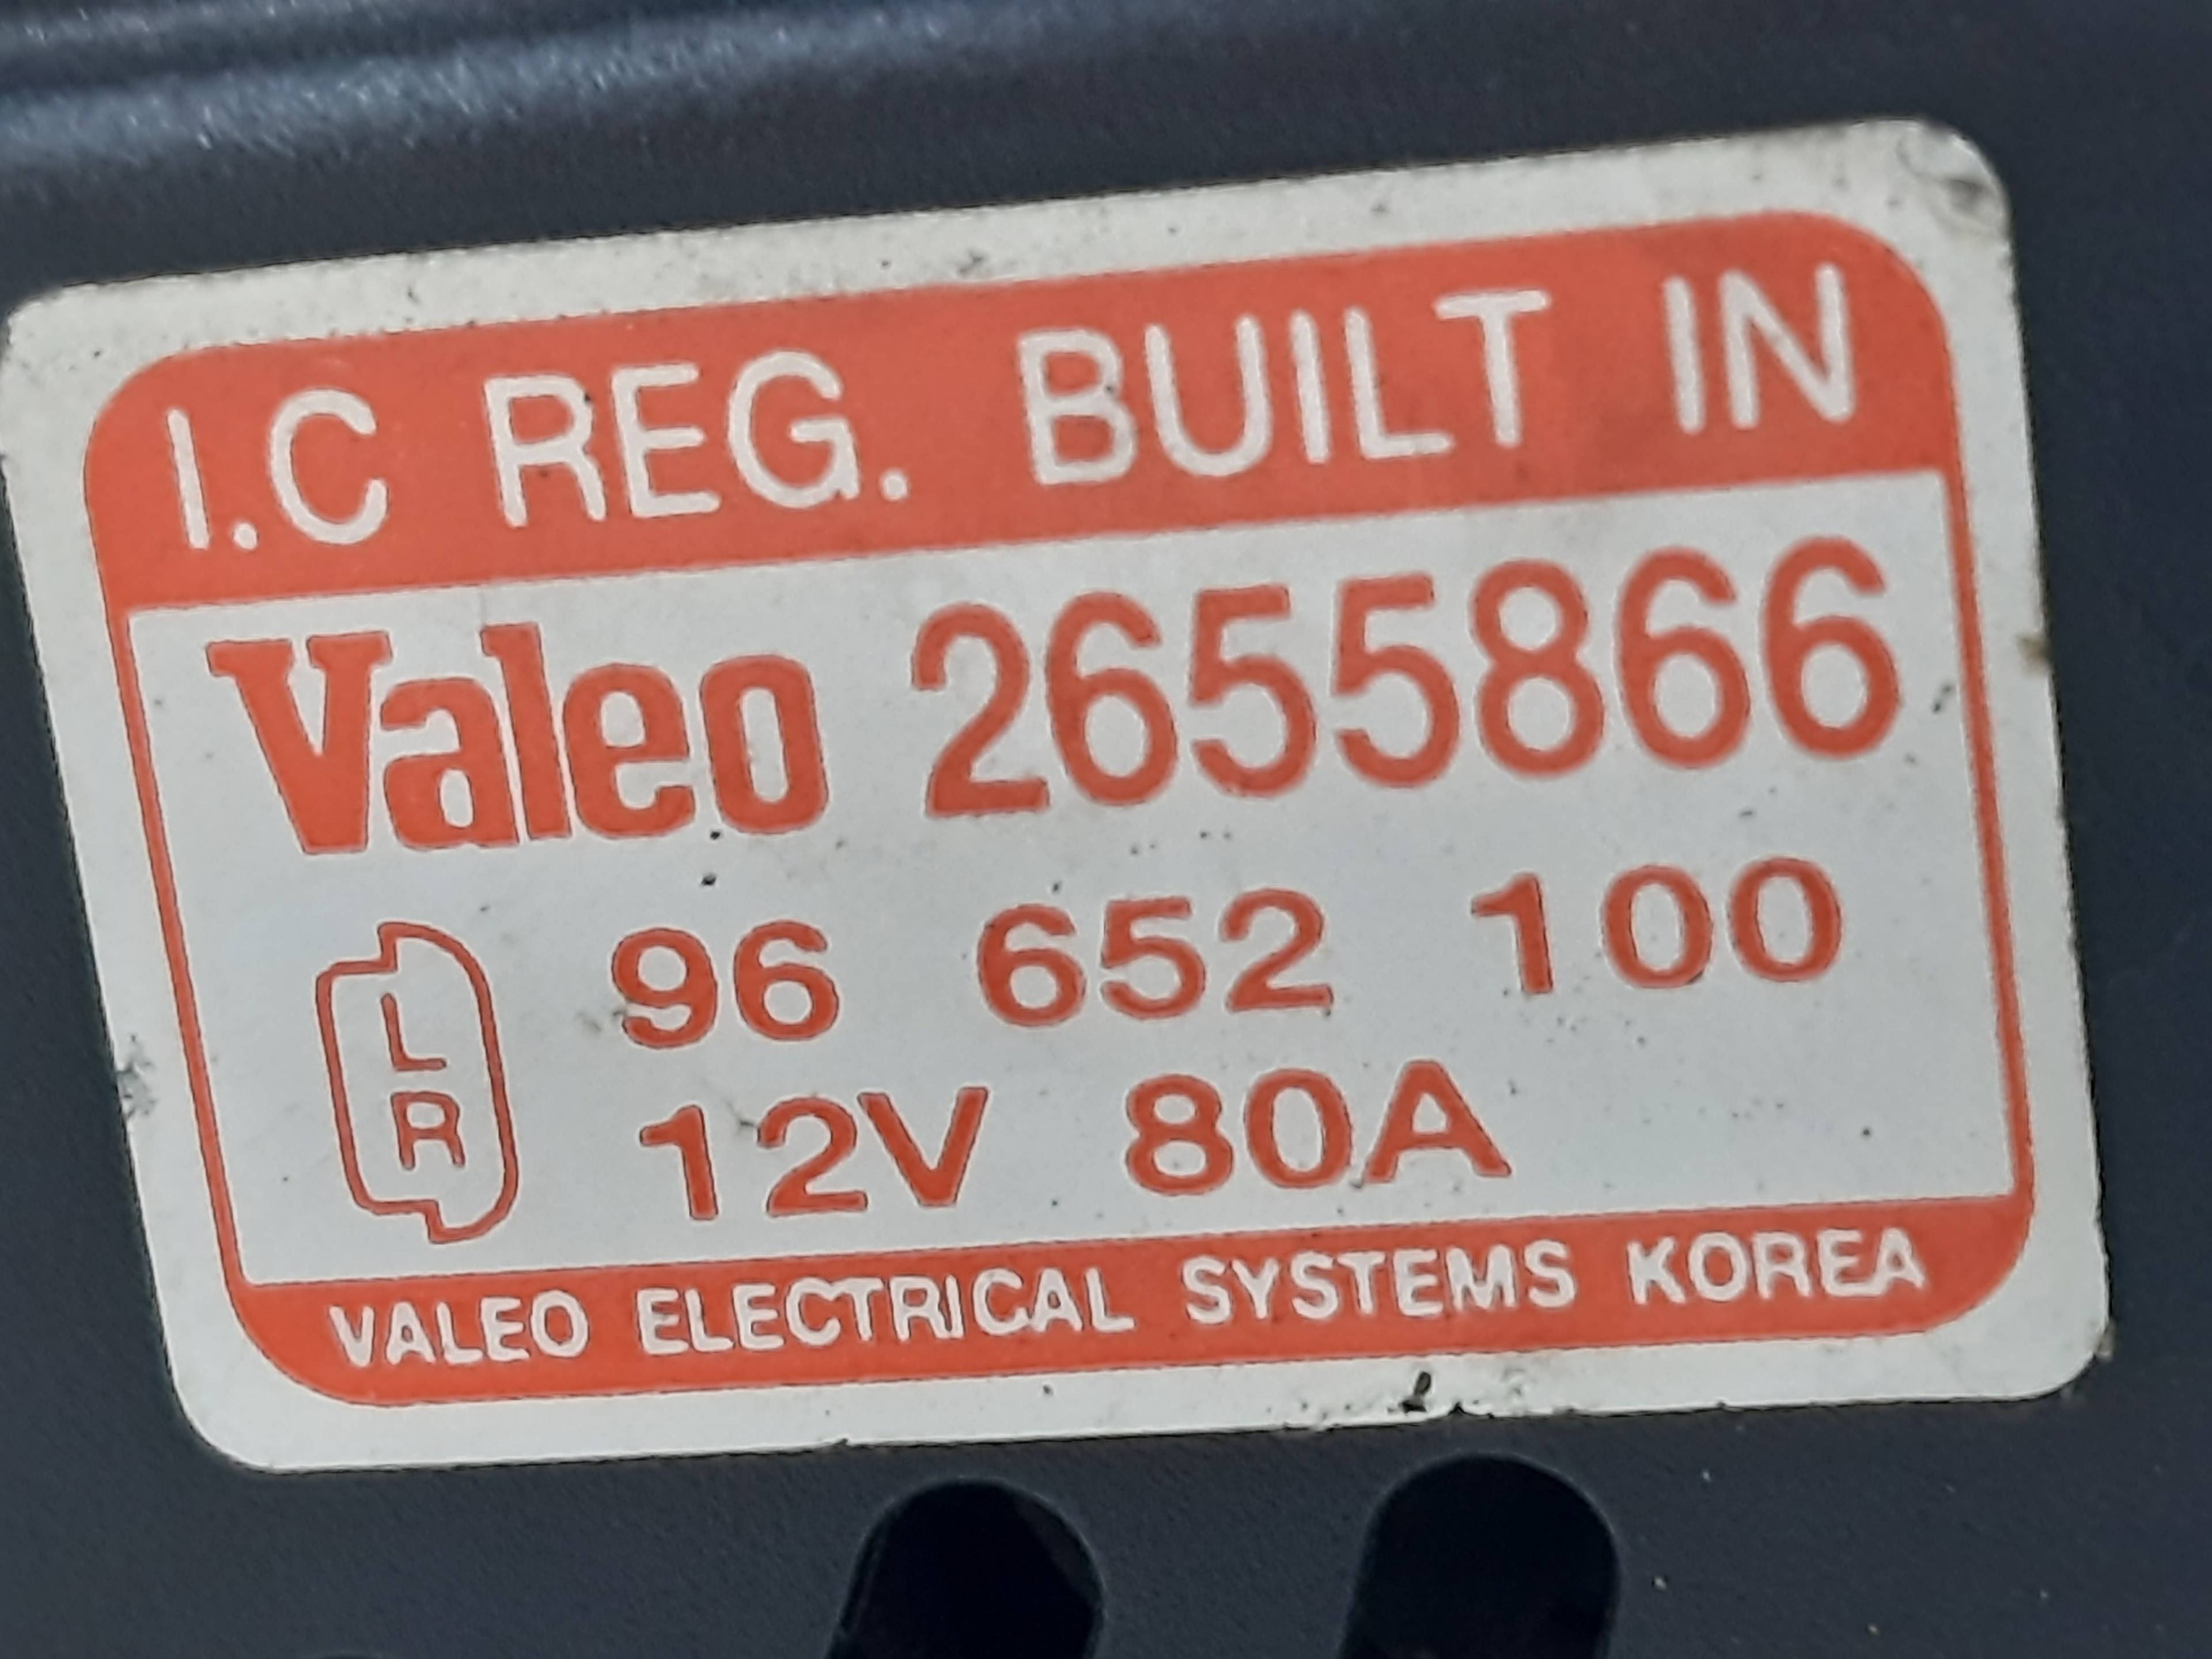 I.C REG. BUILT IN
Valeo 2655866
L
R
96 652 100
12V 80A
VALEO ELECTRICAL SYSTEMS KOREA